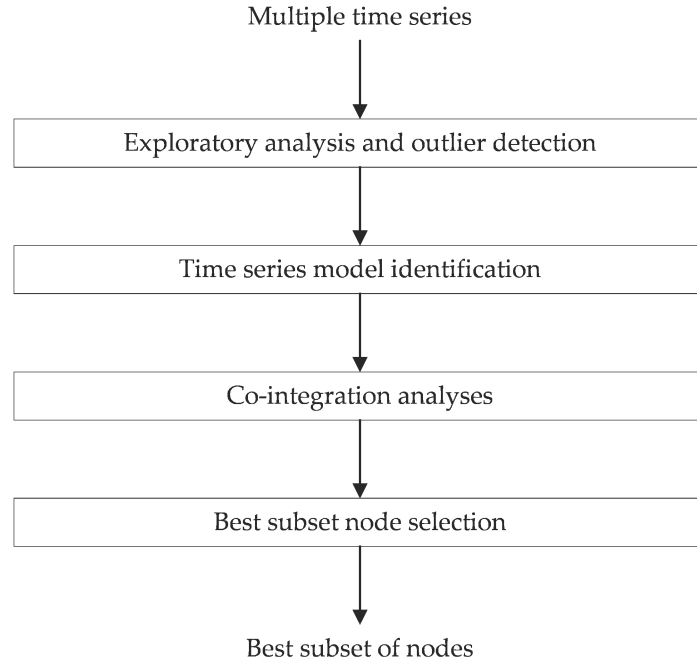 Multiple time series
Exploratory analysis and outlier detection
Time series model identification
Co-integration analyses
Best subset node selection
Best subset of nodes